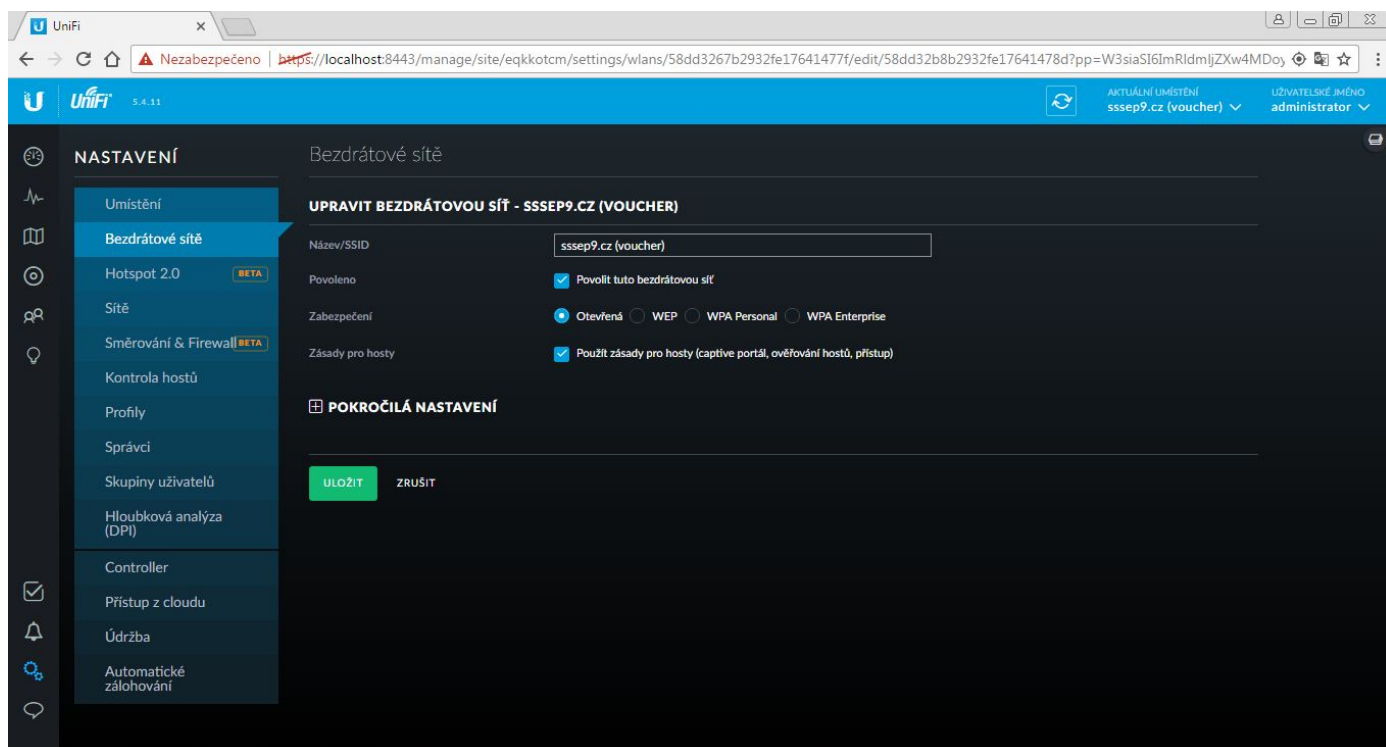 UniFi
Nezabezpečeno | https://localhost:8443/manage/site/eqkkotcm/settings/wlans/58dd3267b2932fe17641477f/edit/58dd32b8b2932fe17641478d?pp=W3siaSI6ImRldmljZXw4MDoy
UniFi 5.4.11
AKTUÁLNÍ UMÍSTĚNÍ
sssep9.cz (voucher)
UŽIVATELSKÉ JMÉNO
administrator
NASTAVENÍ
Umístění
Bezdrátové sítě
Hotspot 2.0 BETA
Sítě
Směrování & Firewall BETA
Kontrola hostů
Profily
Správci
Skupiny uživatelů
Hloubková analýza
(DPI)
Controller
Přístup z cloudu
Údržba
Automatické
zálohování
Bezdrátové sítě
UPRAVIT BEZDRÁTOVOU SÍŤ - SSSEP9.CZ (VOUCHER)
Název/SSID sssep9.cz (voucher)
Povoleno Povolit tuto bezdrátovou síť
Zabezpečení Otevřená WEP WPA Personal WPA Enterprise
Zásady pro hosty Použít zásady pro hosty (captive portál, ověřování hostů, přístup)
POKROČILÁ NASTAVENÍ
ULOŽIT ZRUŠIT